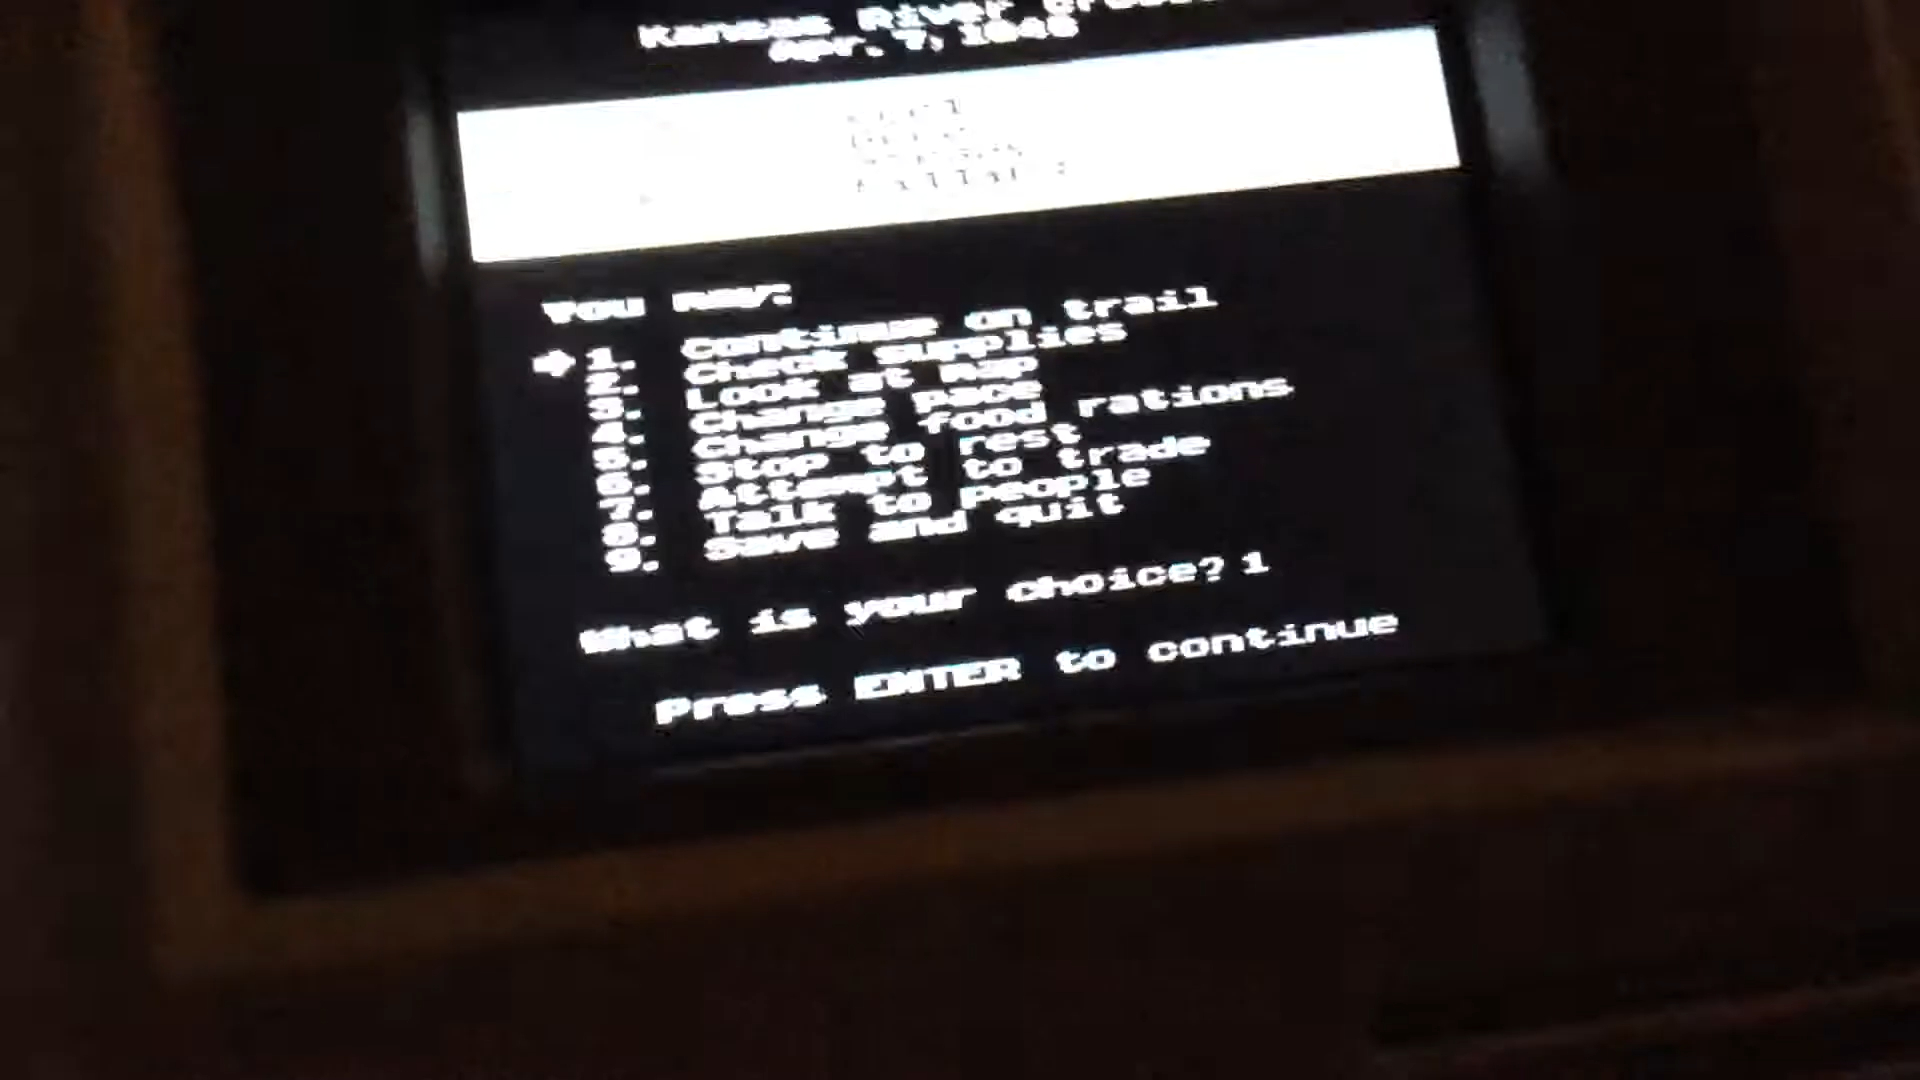 Kansas River
Apr. 7, 1848
You may:
1. Continue on trail
2. Check supplies
3. Look at map
4. Change pace
5. Change food rations
6. Stop to rest
7. Attempt to trade
8. Talk to people
9. Save and quit
What is your choice? 1
Press ENTER to continue